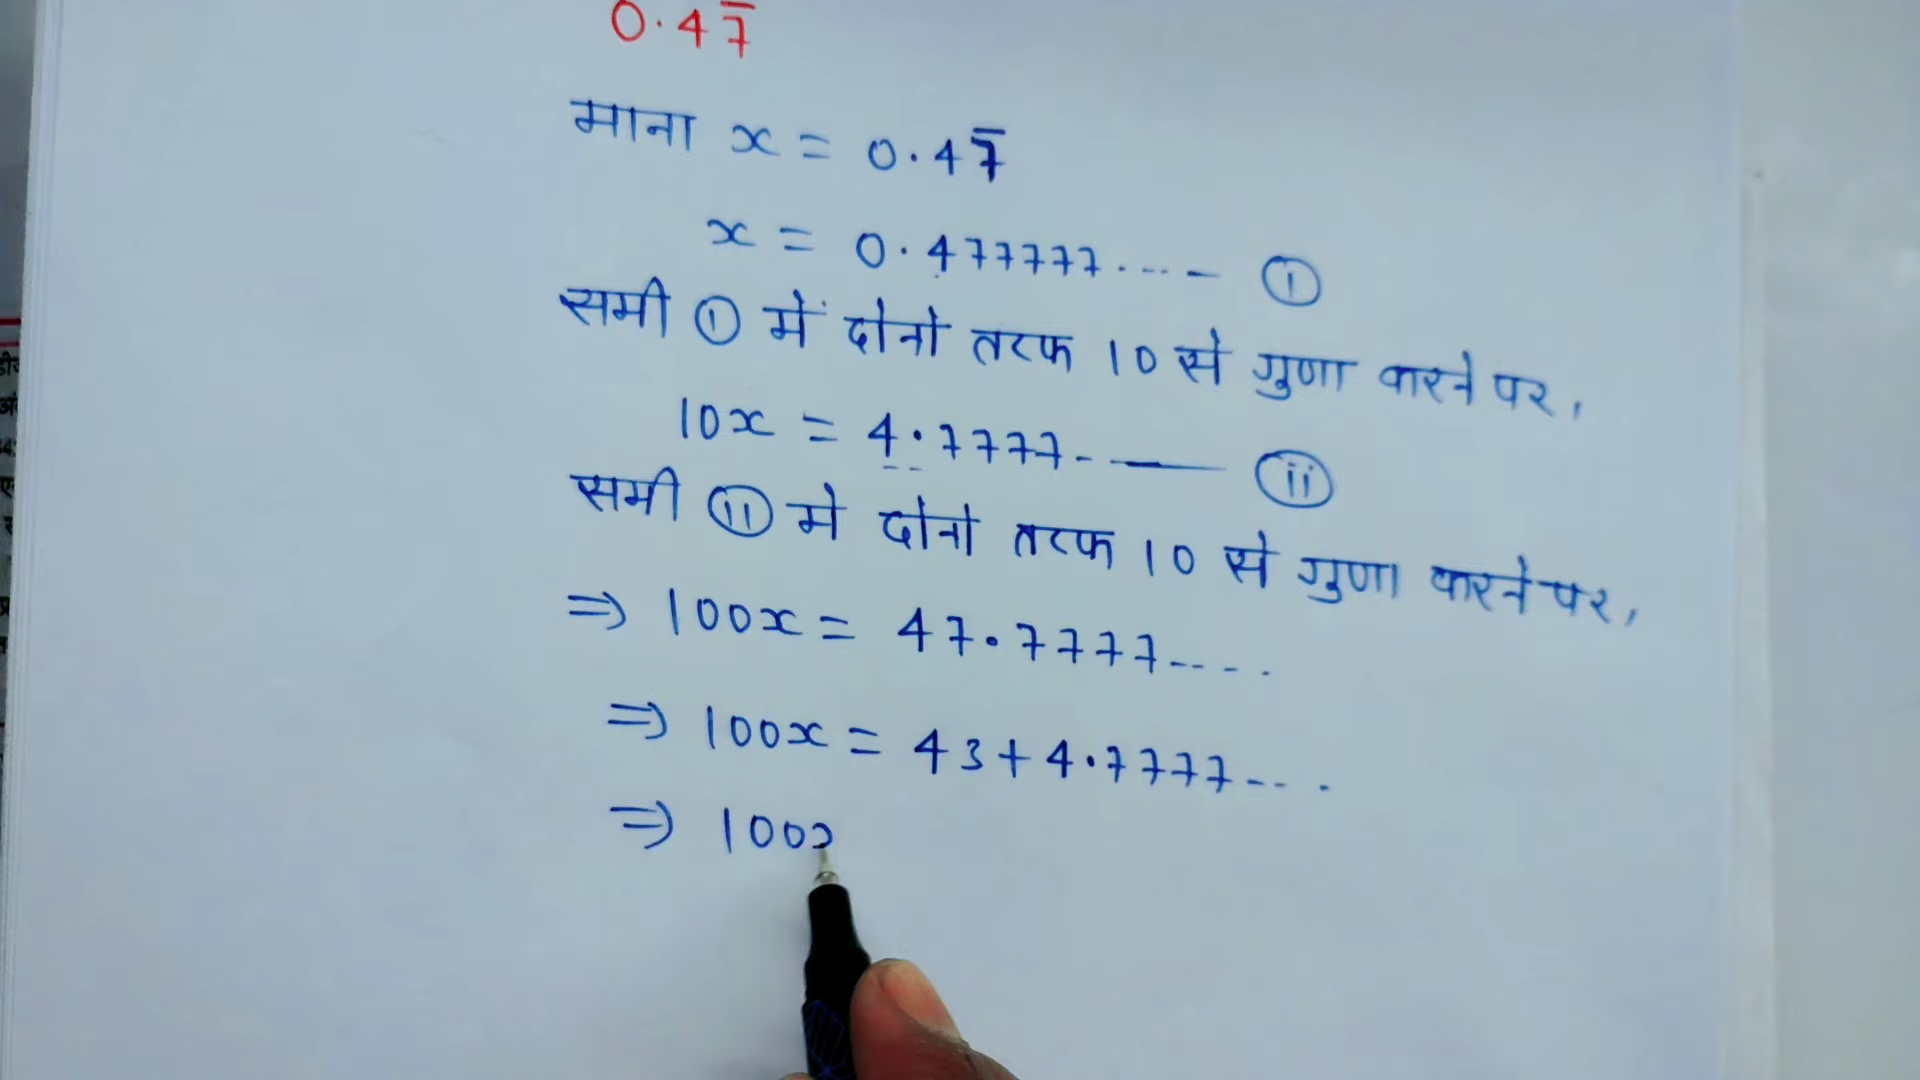 0.47̅
माना x = 0.47̅
x = 0.477777..... — ①
समी ① में दोनो तरफ 10 से गुणा करने पर,
10x = 4.7777- —— ⅱ
समी ⅱ मे दोनो तरफ 10 से गुणा करने पर,
⇒ 100x = 47.7777....
⇒ 100x = 43+4.7777....
⇒ 100x